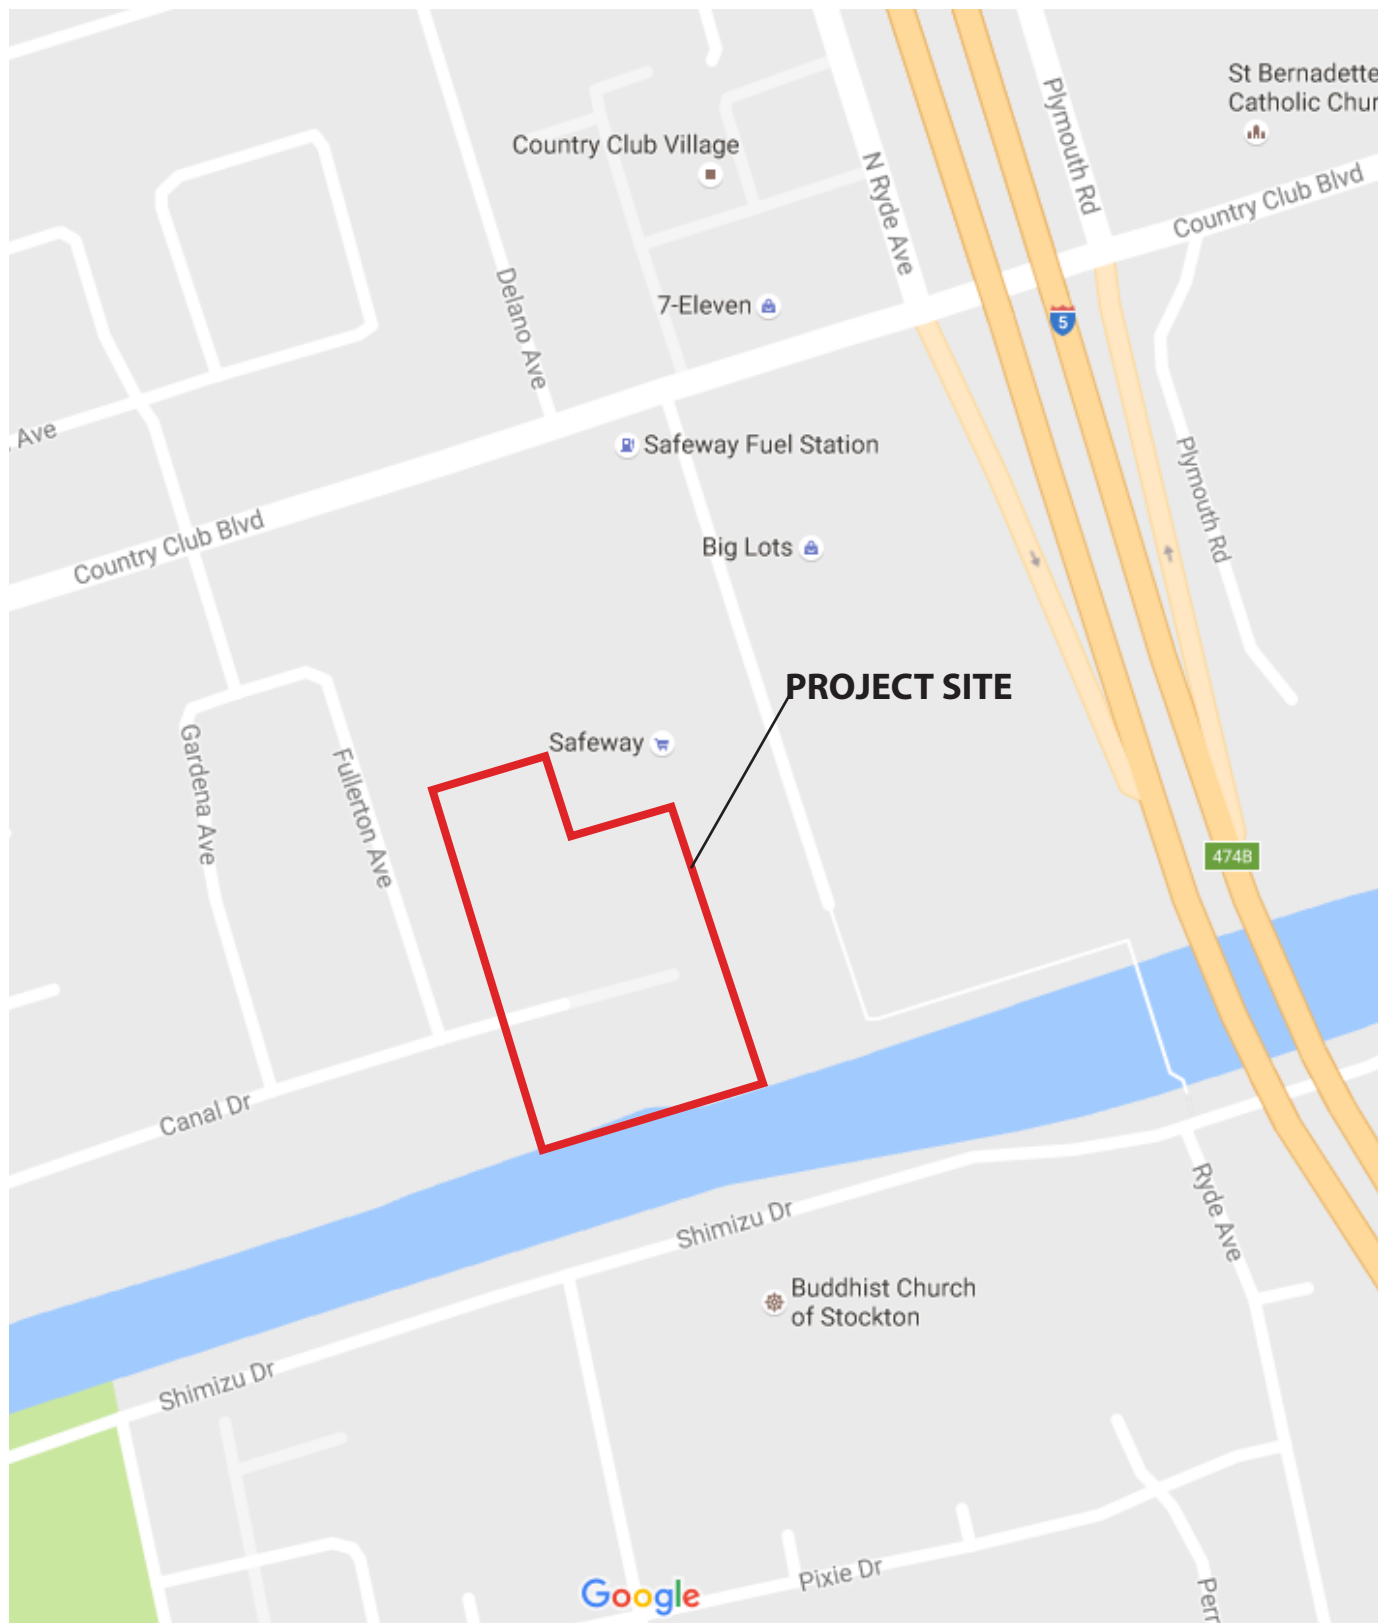 St Bernadette
Catholic Chur
Plymouth Rd
Country Club Village
N Ryde Ave
Country Club Blvd
Delano Ave
7-Eleven
5
Ave
Safeway Fuel Station
Plymouth Rd
Country Club Blvd
Big Lots
PROJECT SITE
Safeway
Gardena Ave
Fullerton Ave
474B
Canal Dr
Shimizu Dr
Ryde Ave
Buddhist Church
of Stockton
Shimizu Dr
Pixie Dr
Google
Perr